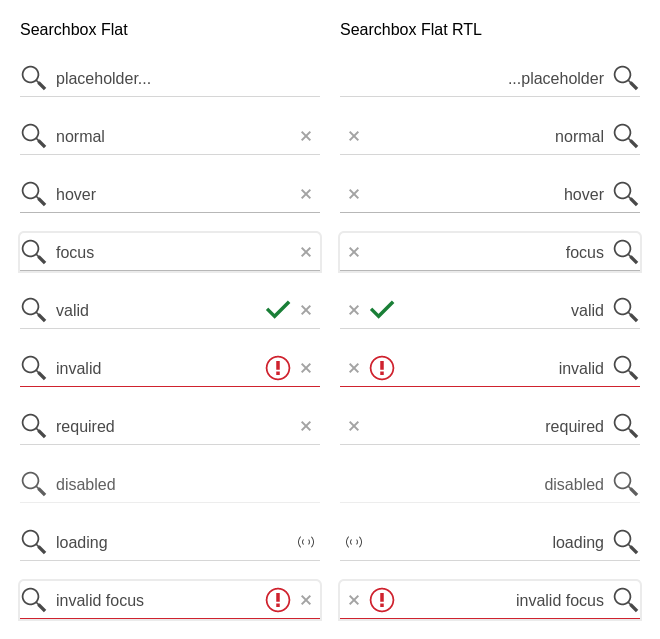 Searchbox Flat
placeholder...
normal
hover
focus
valid
invalid
required
disabled
loading
invalid focus
Searchbox Flat RTL
...placeholder
normal
hover
focus
valid
invalid
required
disabled
loading
invalid focus